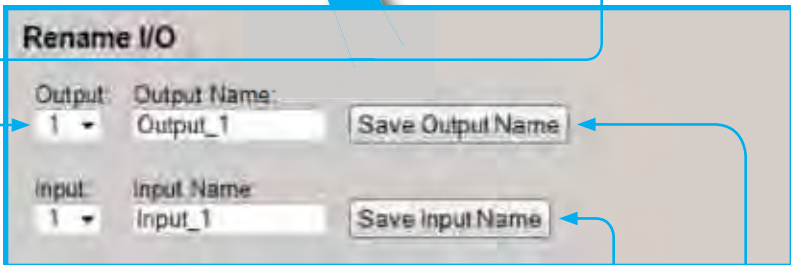 Rename I/O
Output: Output Name:
1 Output_1 Save Output Name
Input: Input Name
1 Input_1 Save Input Name